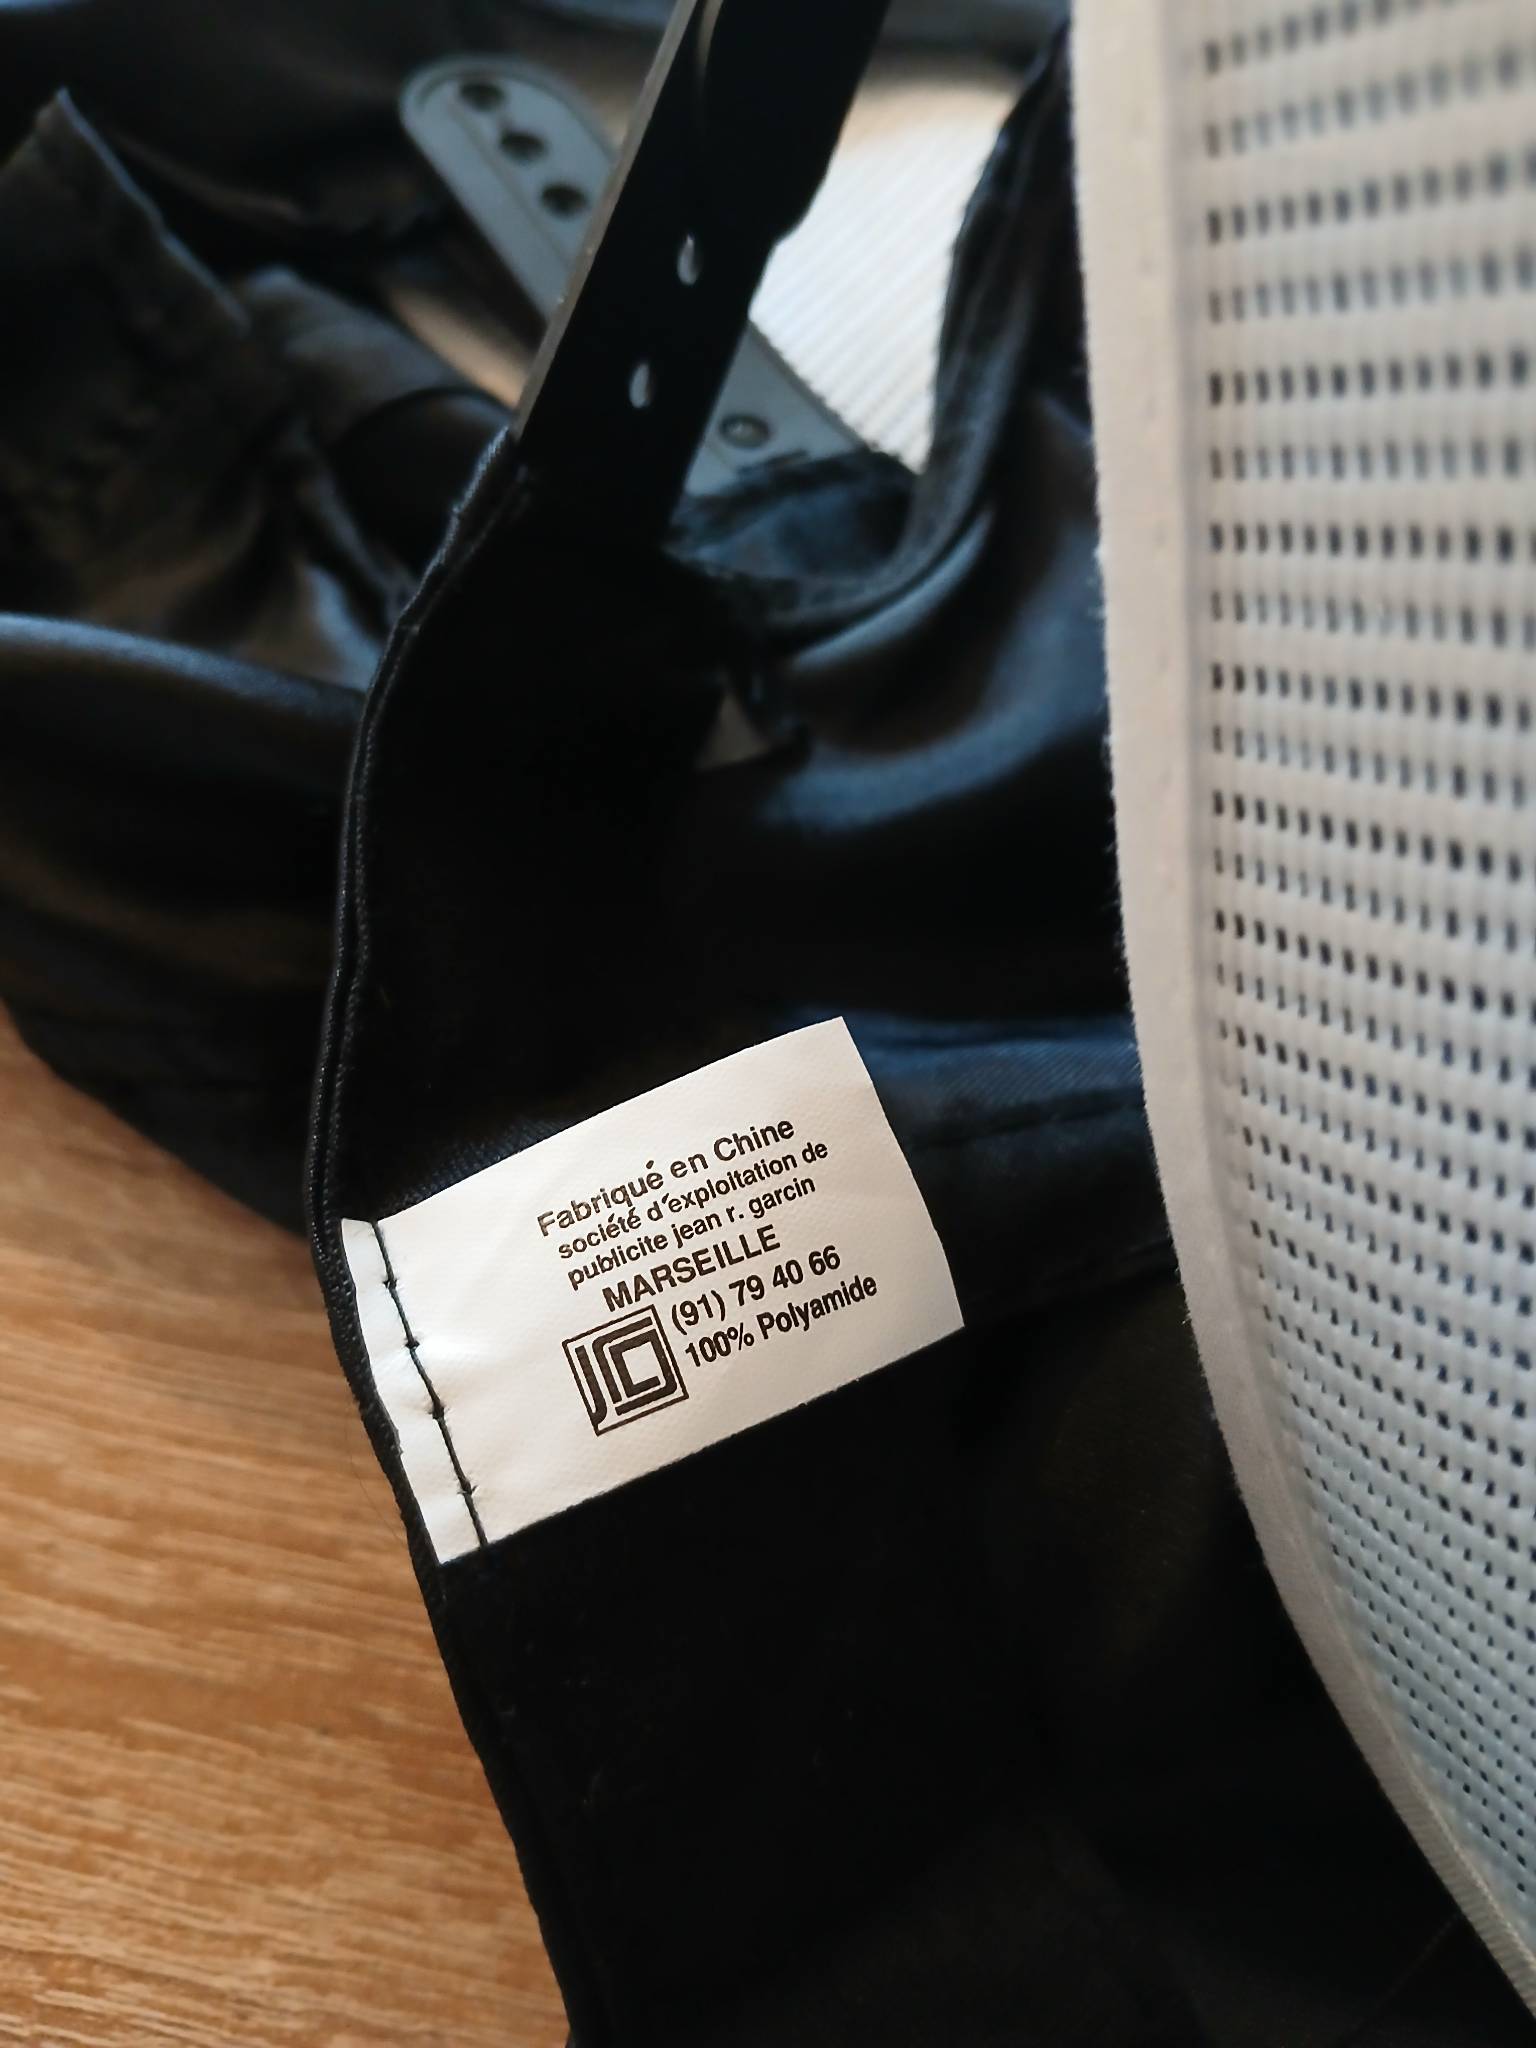 Fabriqué en Chine
société d'exploitation de
publicite jean r. garcin
MARSEILLE
(91) 79 40 66
100% Polyamide